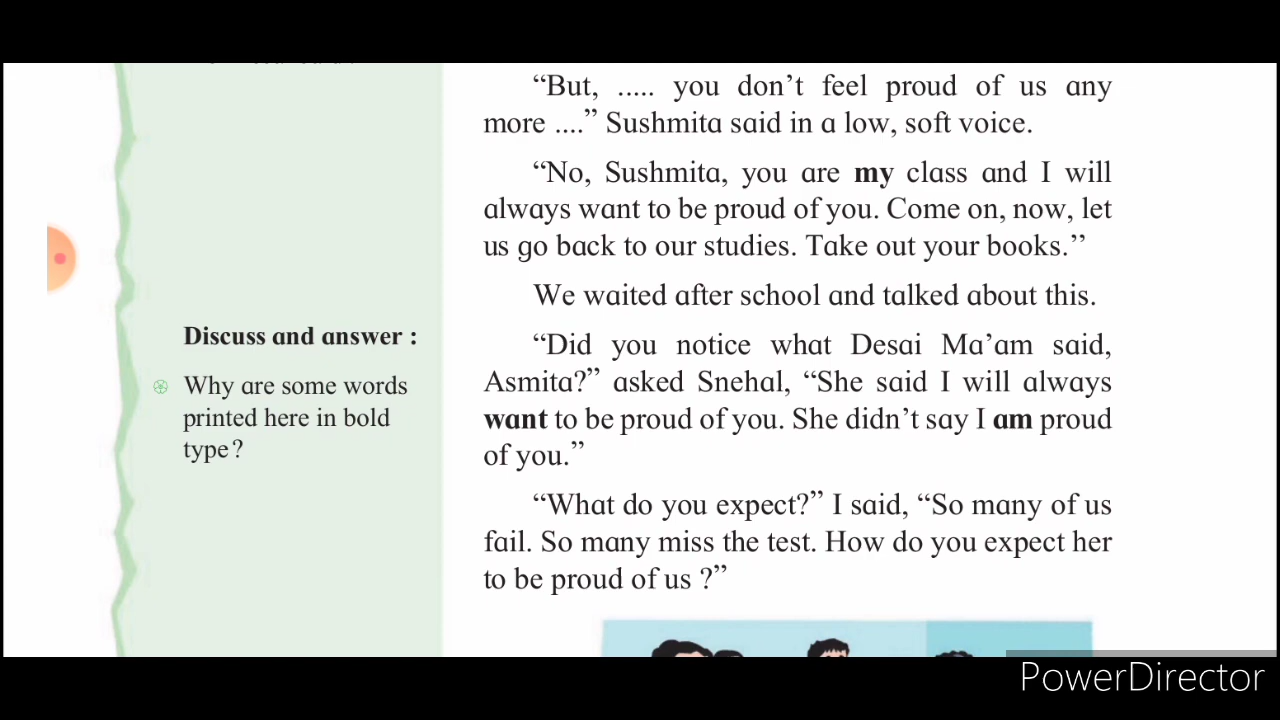 “But, ..... you don’t feel proud of us any
more ....” Sushmita said in a low, soft voice.
“No, Sushmita, you are my class and I will
always want to be proud of you. Come on, now, let
us go back to our studies. Take out your books.’’
We waited after school and talked about this.
Discuss and answer :
Why are some words
printed here in bold
type?
“Did you notice what Desai Ma’am said,
Asmita?” asked Snehal, “She said I will always
want to be proud of you. She didn’t say I am proud
of you.”
“What do you expect?” I said, “So many of us
fail. So many miss the test. How do you expect her
to be proud of us ?”
PowerDirector